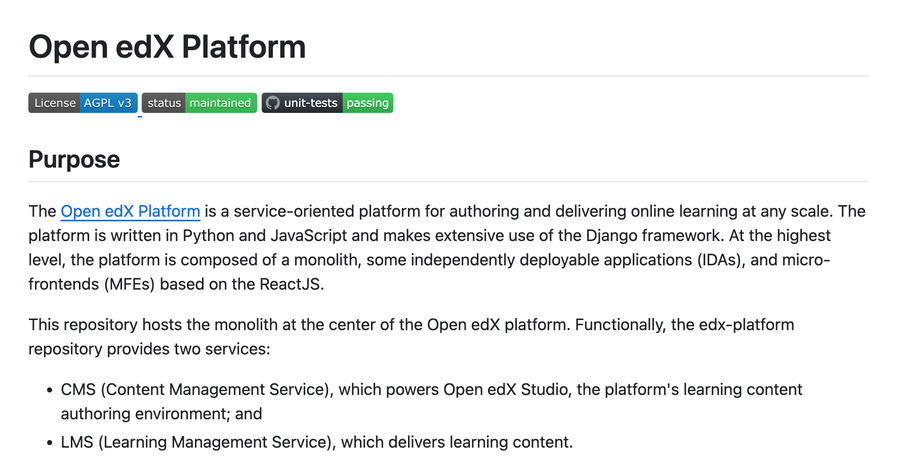 Open edX Platform
License AGPL v3 status maintained unit-tests passing
Purpose
The Open edX Platform is a service-oriented platform for authoring and delivering online learning at any scale. The
platform is written in Python and JavaScript and makes extensive use of the Django framework. At the highest
level, the platform is composed of a monolith, some independently deployable applications (IDAs), and micro-
frontends (MFEs) based on the ReactJS.
This repository hosts the monolith at the center of the Open edX platform. Functionally, the edx-platform
repository provides two services:
• CMS (Content Management Service), which powers Open edX Studio, the platform's learning content
authoring environment; and
• LMS (Learning Management Service), which delivers learning content.